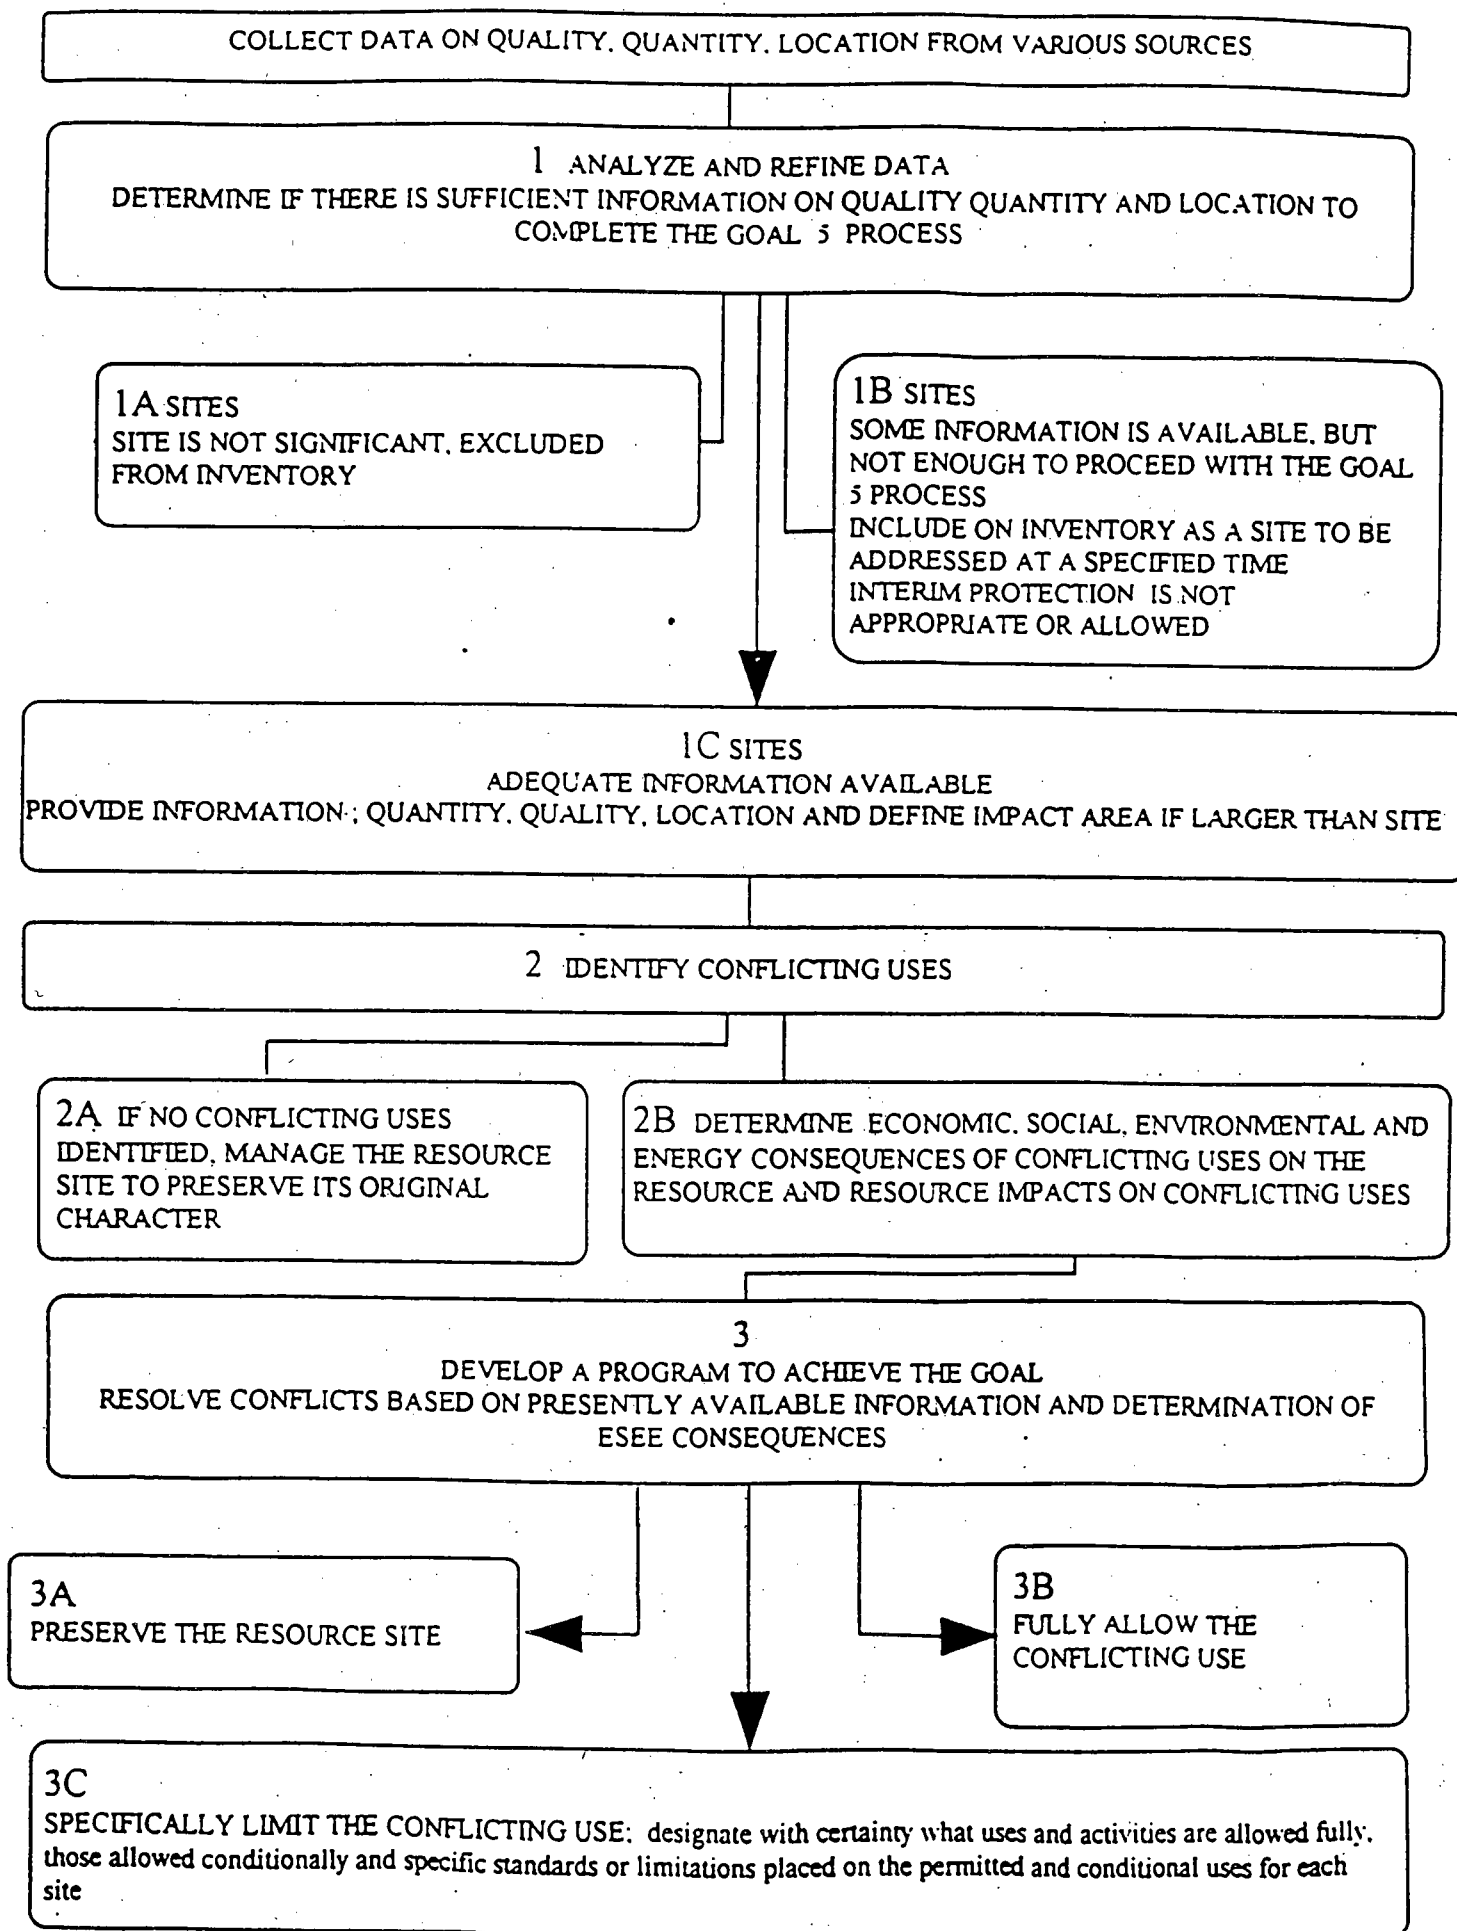 COLLECT DATA ON QUALITY. QUANTITY. LOCATION FROM VARIOUS SOURCES
1 ANALYZE AND REFINE DATA
DETERMINE IF THERE IS SUFFICIENT INFORMATION ON QUALITY QUANTITY AND LOCATION TO
COMPLETE THE GOAL 5 PROCESS
1A SITES
SITE IS NOT SIGNIFICANT, EXCLUDED
FROM INVENTORY
1B SITES
SOME INFORMATION IS AVAILABLE, BUT
NOT ENOUGH TO PROCEED WITH THE GOAL
5 PROCESS
INCLUDE ON INVENTORY AS A SITE TO BE
ADDRESSED AT A SPECIFIED TIME
INTERIM PROTECTION IS NOT
APPROPRIATE OR ALLOWED
1C SITES
ADEQUATE INFORMATION AVAILABLE
PROVIDE INFORMATION ; QUANTITY. QUALITY, LOCATION AND DEFINE IMPACT AREA IF LARGER THAN SITE
2 IDENTIFY CONFLICTING USES
2A IF NO CONFLICTING USES
IDENTIFIED, MANAGE THE RESOURCE
SITE TO PRESERVE ITS ORIGINAL
CHARACTER
2B DETERMINE ECONOMIC. SOCIAL, ENVIRONMENTAL AND
ENERGY CONSEQUENCES OF CONFLICTING USES ON THE
RESOURCE AND RESOURCE IMPACTS ON CONFLICTING USES
3
DEVELOP A PROGRAM TO ACHIEVE THE GOAL
RESOLVE CONFLICTS BASED ON PRESENTLY AVAILABLE INFORMATION AND DETERMINATION OF
ESEE CONSEQUENCES
3A
PRESERVE THE RESOURCE SITE
3B
FULLY ALLOW THE
CONFLICTING USE
3C
SPECIFICALLY LIMIT THE CONFLICTING USE: designate with certainty what uses and activities are allowed fully,
those allowed conditionally and specific standards or limitations placed on the permitted and conditional uses for each
site